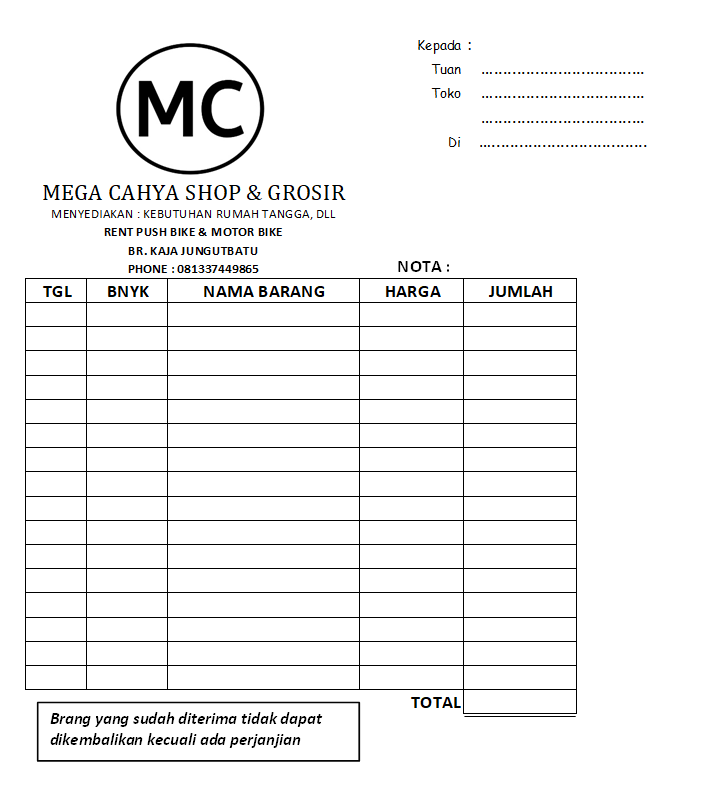 MC
Kepada :
Tuan ......................................
Toko ......................................
......................................
Di ......................................
MEGA CAHYA SHOP & GROSIR
MENYEDIAKAN : KEBUTUHAN RUMAH TANGGA, DLL
RENT PUSH BIKE & MOTOR BIKE
BR. KAJA JUNGUTBATU
PHONE : 081337449865
NOTA :
TGL BNYK NAMA BARANG HARGA JUMLAH
TOTAL
Brang yang sudah diterima tidak dapat
dikembalikan kecuali ada perjanjian